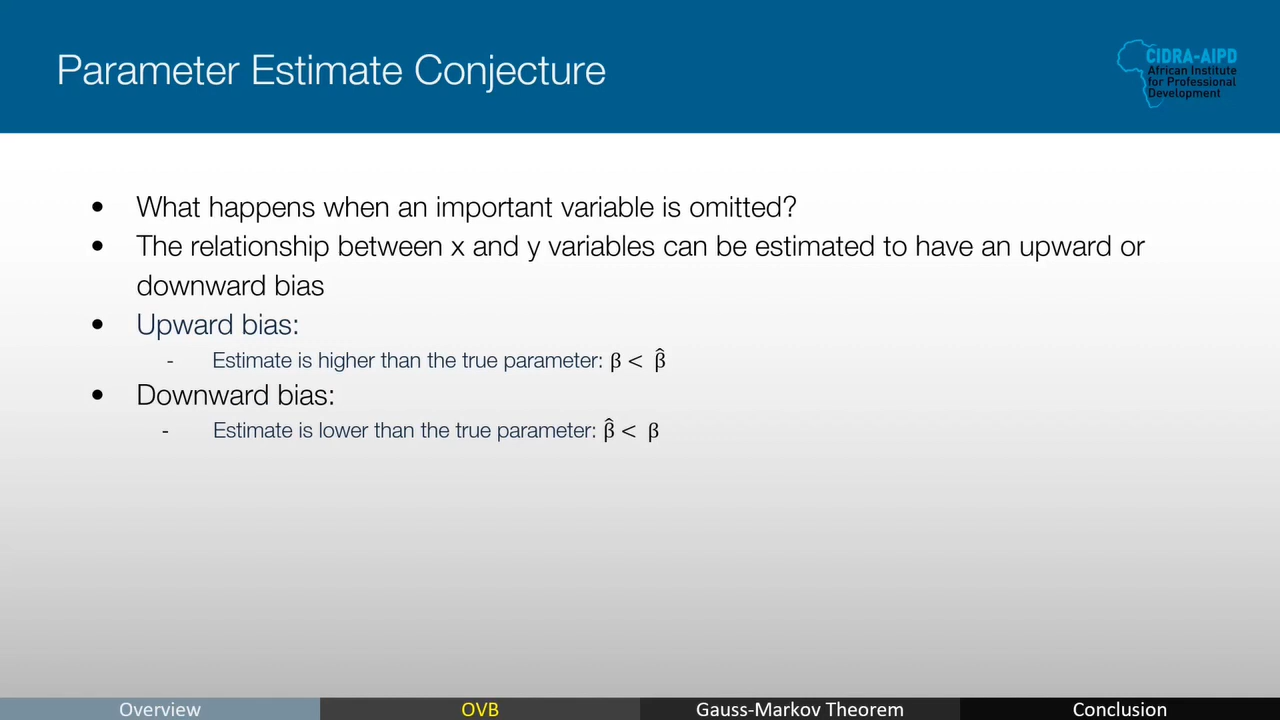 Parameter Estimate Conjecture
CIDRA-AIPD
African Institute
for Professional
Development
• What happens when an important variable is omitted?
• The relationship between x and y variables can be estimated to have an upward or
downward bias
• Upward bias:
- Estimate is higher than the true parameter: β < β̂
• Downward bias:
- Estimate is lower than the true parameter: β̂ < β
Overview
OVB
Gauss-Markov Theorem
Conclusion